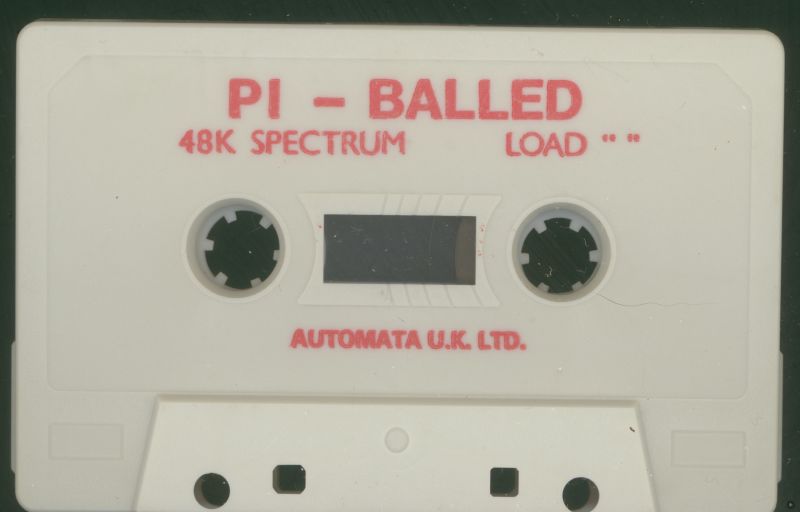 PI - BALLED
48K SPECTRUM LOAD “ ”
AUTOMATA U.K. LTD.